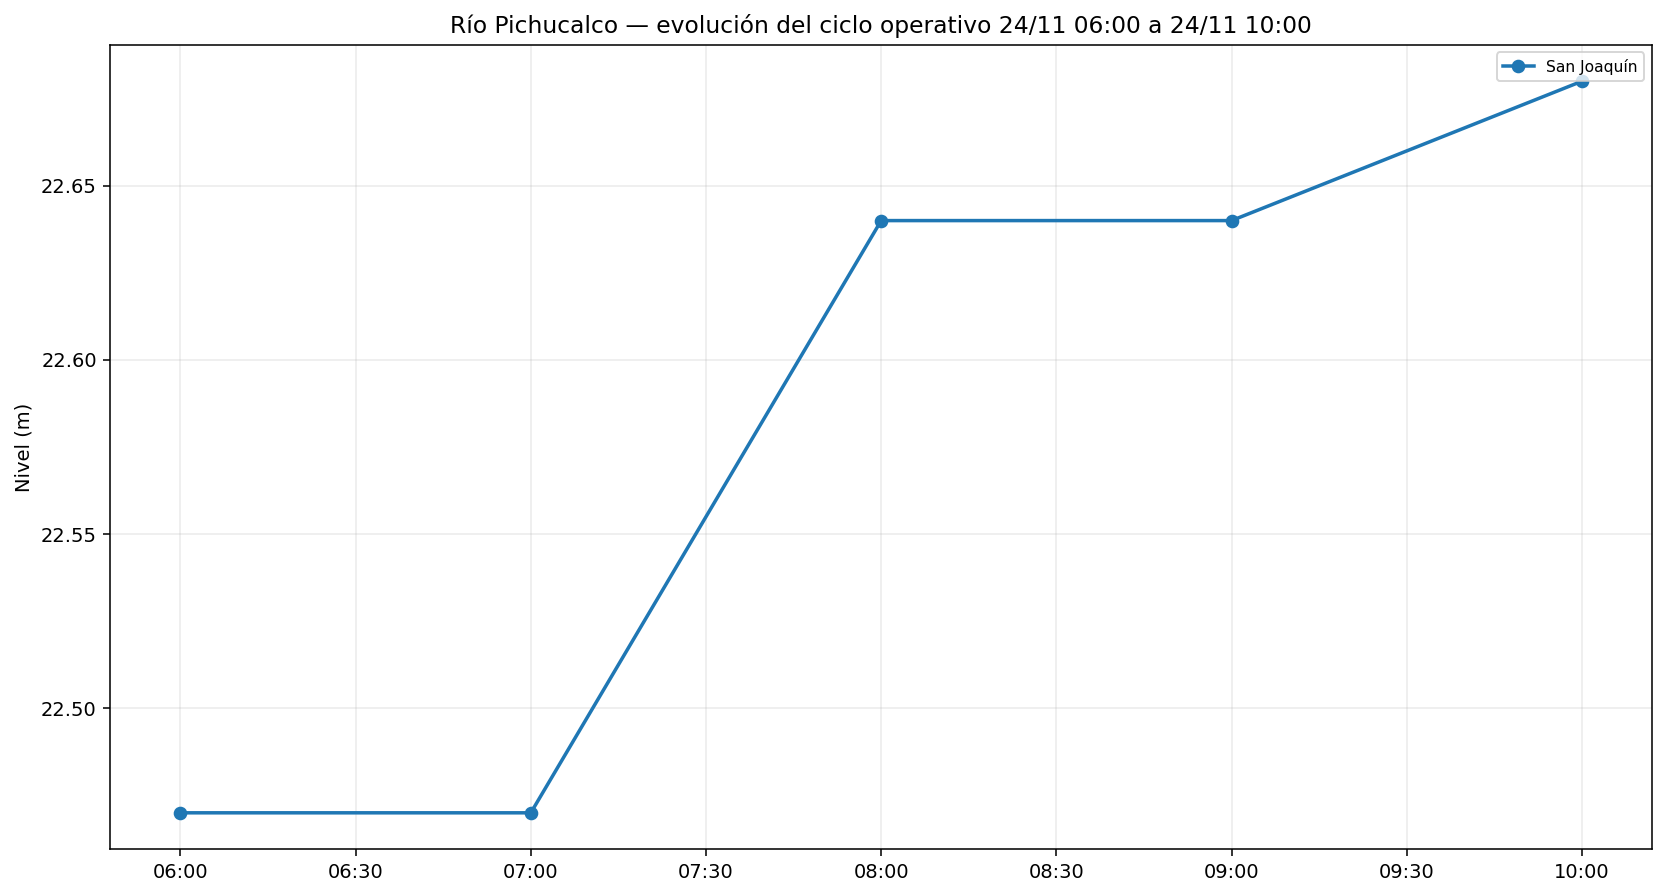 Río Pichucalco — evolución del ciclo operativo 24/11 06:00 a 24/11 10:00
San Joaquín
22.65
22.60
22.55
22.50
Nivel (m)
06:00 06:30 07:00 07:30 08:00 08:30 09:00 09:30 10:00